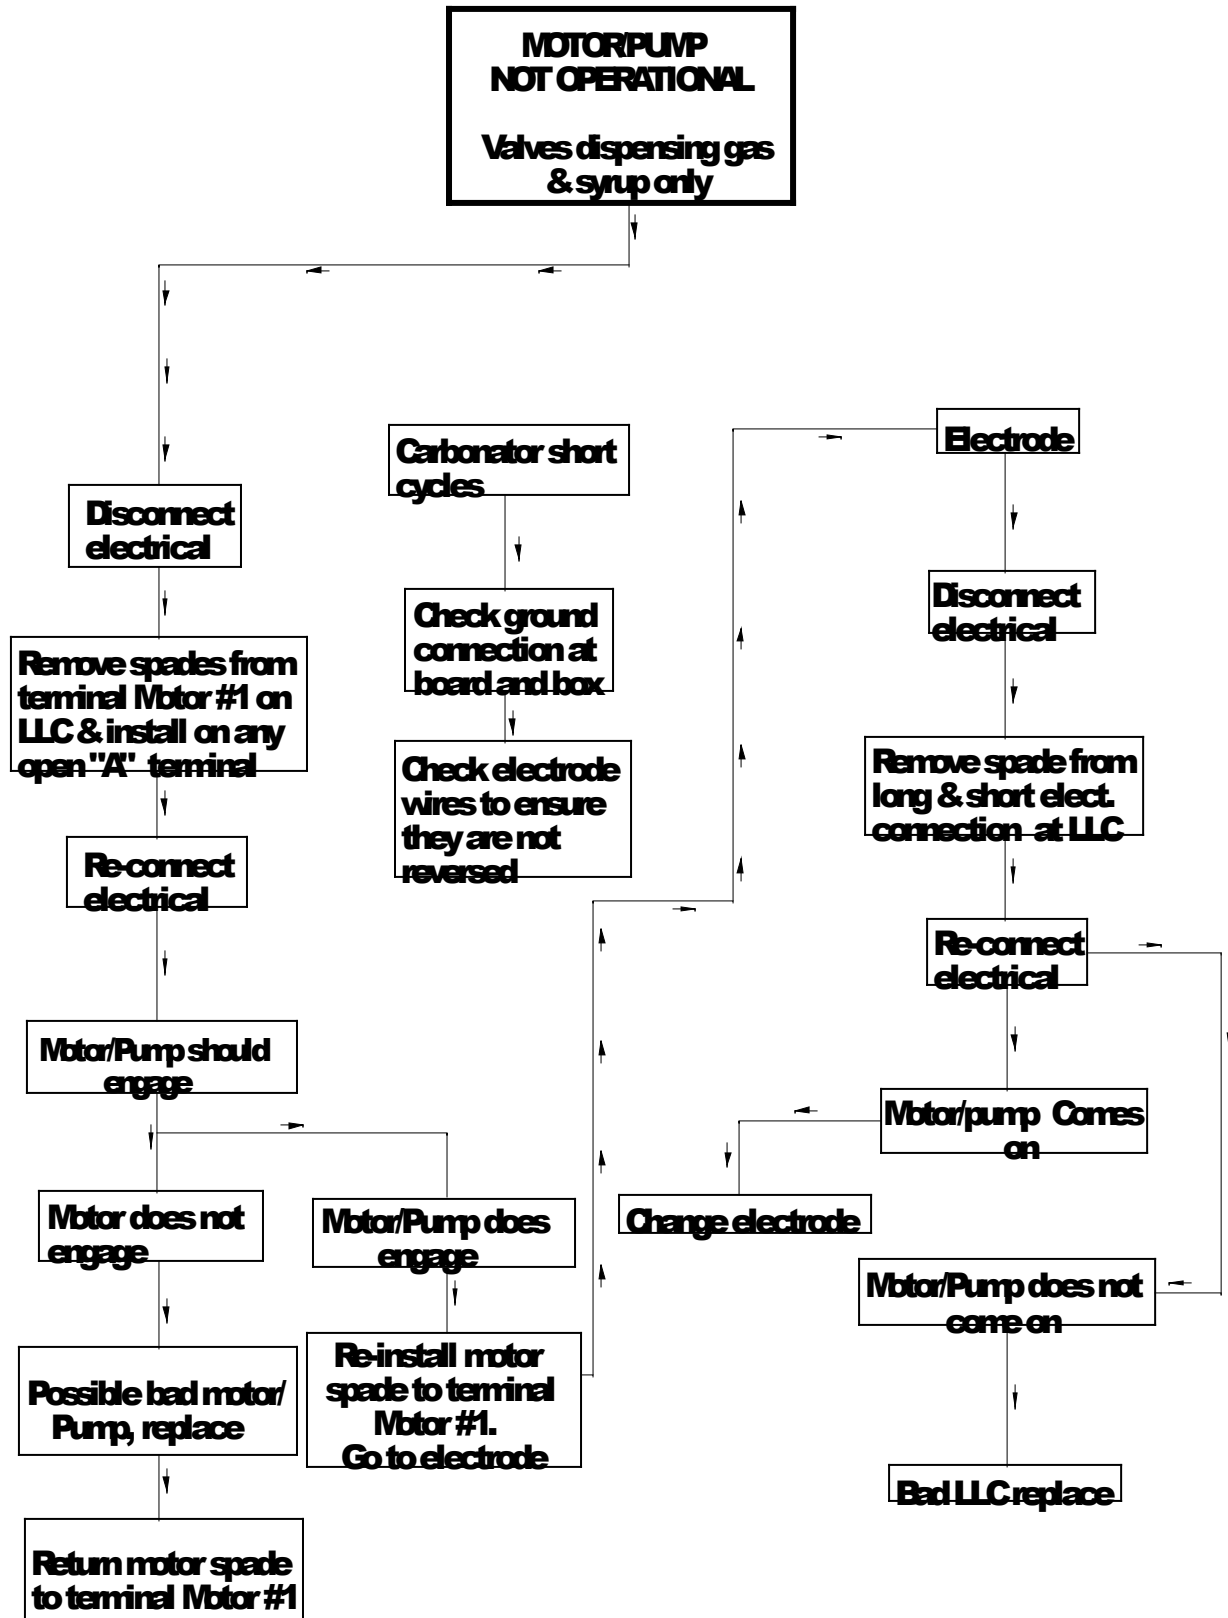 MOTOR/PUMP
NOT OPERATIONAL
Valves dispensing gas
& syrup only
Disconnect
electrical
Remove spades from
terminal Motor #1 on
LLC & install on any
open "A" terminal
Re-connect
electrical
Motor/Pump should
engage
Motor does not
engage
Possible bad motor/
Pump, replace
Return motor spade
to terminal Motor #1
Motor/Pump does
engage
Re-install motor
spade to terminal
Motor #1.
Go to electrode
Carbonator short
cycles
Check ground
connection at
board and box
Check electrode
wires to ensure
they are not
reversed
Electrode
Disconnect
electrical
Remove spade from
long & short elect.
connection at LLC
Re-connect
electrical
Motor/pump Comes
on
Change electrode
Motor/Pump does not
come on
Bad LLC replace